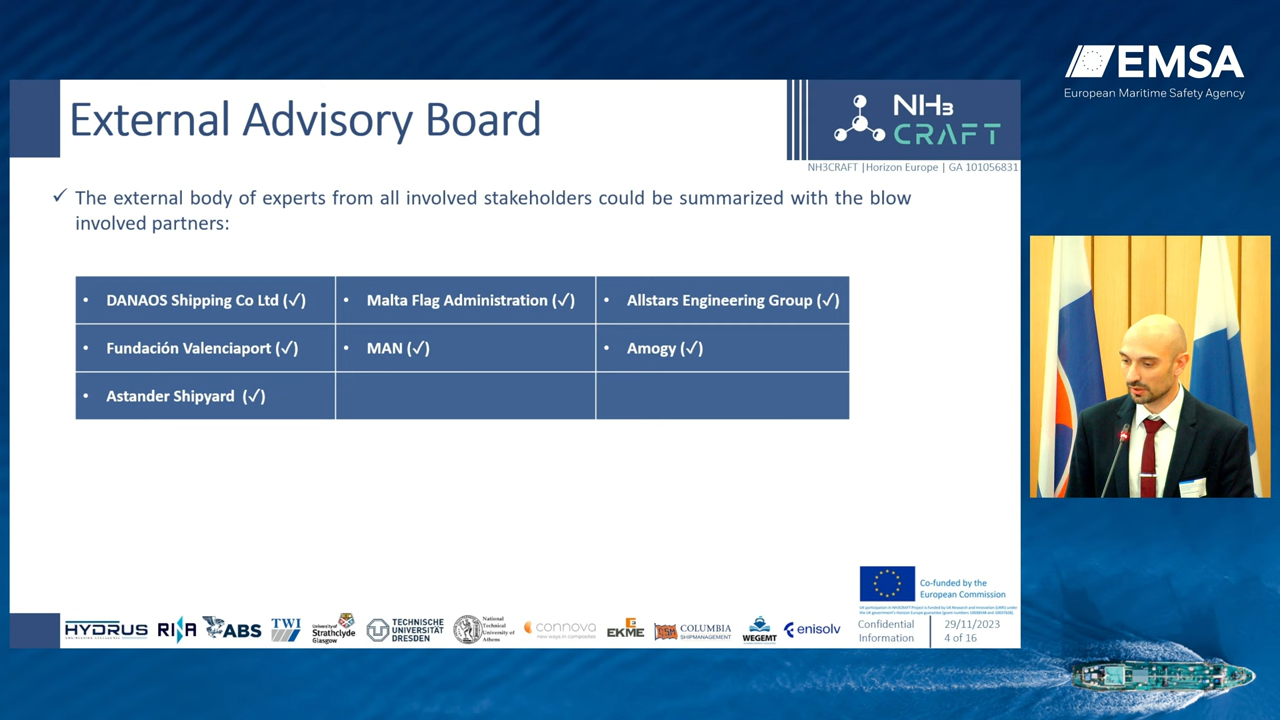 EMSA
European Maritime Safety Agency
External Advisory Board
NH3
CRAFT
NH3CRAFT |Horizon Europe | GA 101056831
✓ The external body of experts from all involved stakeholders could be summarized with the blow
involved partners:
• DANAOS Shipping Co Ltd (✓)
• Malta Flag Administration (✓)
• Allstars Engineering Group (✓)
• Fundación Valenciaport (✓)
• MAN (✓)
• Amogy (✓)
• Astander Shipyard (✓)
Co-funded by the
European Commission
Confidential
Information
29/11/2023
4 of 16
HYDRUS
RINA
ABS
TWI
University of
Strathclyde
Glasgow
TECHNISCHE
UNIVERSITÄT
DRESDEN
National
Technical
University of
Athens
connova
new ways in composites
EKME
COLUMBIA
SHIPMANAGEMENT
WEGEMT
enisolv